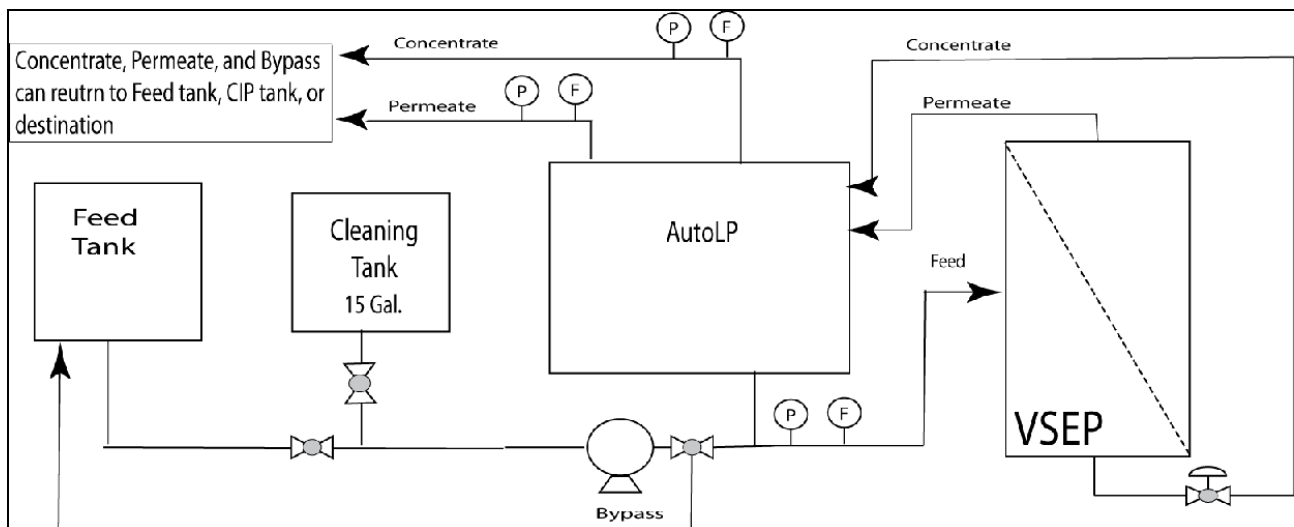 P
F
Concentrate
Concentrate
Concentrate, Permeate, and Bypass
can reutrn to Feed tank, CIP tank, or
destination
P
F
Permeate
Permeate
Feed
Tank
Cleaning
Tank
15 Gal.
AutoLP
Feed
P
F
VSEP
Bypass